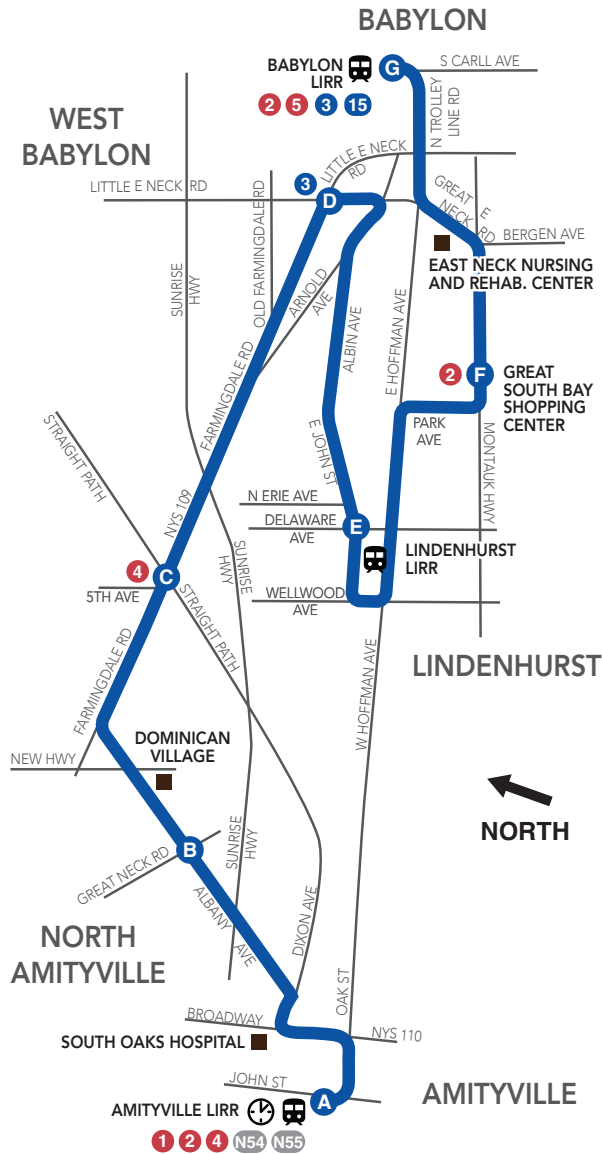 BABYLON
G
S CARLL AVE
BABYLON
LIRR
2 5 3 15
N TROLLEY
LINE RD
WEST
BABYLON
LITTLE E NECK
RD
LITTLE E NECK RD
3
D
GREAT E
NECK RD
BERGEN AVE
EAST NECK NURSING
AND REHAB. CENTER
SUNRISE
HWY
OLD FARMINGDALE RD
ARNOLD
AVE
ALBIN AVE
E HOFFMAN AVE
FARMINGDALE RD
2
F
GREAT
SOUTH BAY
SHOPPING
CENTER
PARK
AVE
MONTAUK HWY
STRAIGHT PATH
E JOHN ST
NYS 109
N ERIE AVE
DELAWARE
AVE
E
LINDENHURST
LIRR
SUNRISE
HWY
4
C
5TH AVE
STRAIGHT PATH
WELLWOOD
AVE
LINDENHURST
FARMINGDALE RD
W HOFFMAN AVE
DOMINICAN
VILLAGE
NEW HWY
NORTH
B
GREAT NECK RD
SUNRISE
HWY
ALBANY
AVE
DIXON AVE
NORTH
AMITYVILLE
OAK ST
BROADWAY
NYS 110
SOUTH OAKS HOSPITAL
JOHN ST
AMITYVILLE
AMITYVILLE LIRR
A
1 2 4 N54 N55